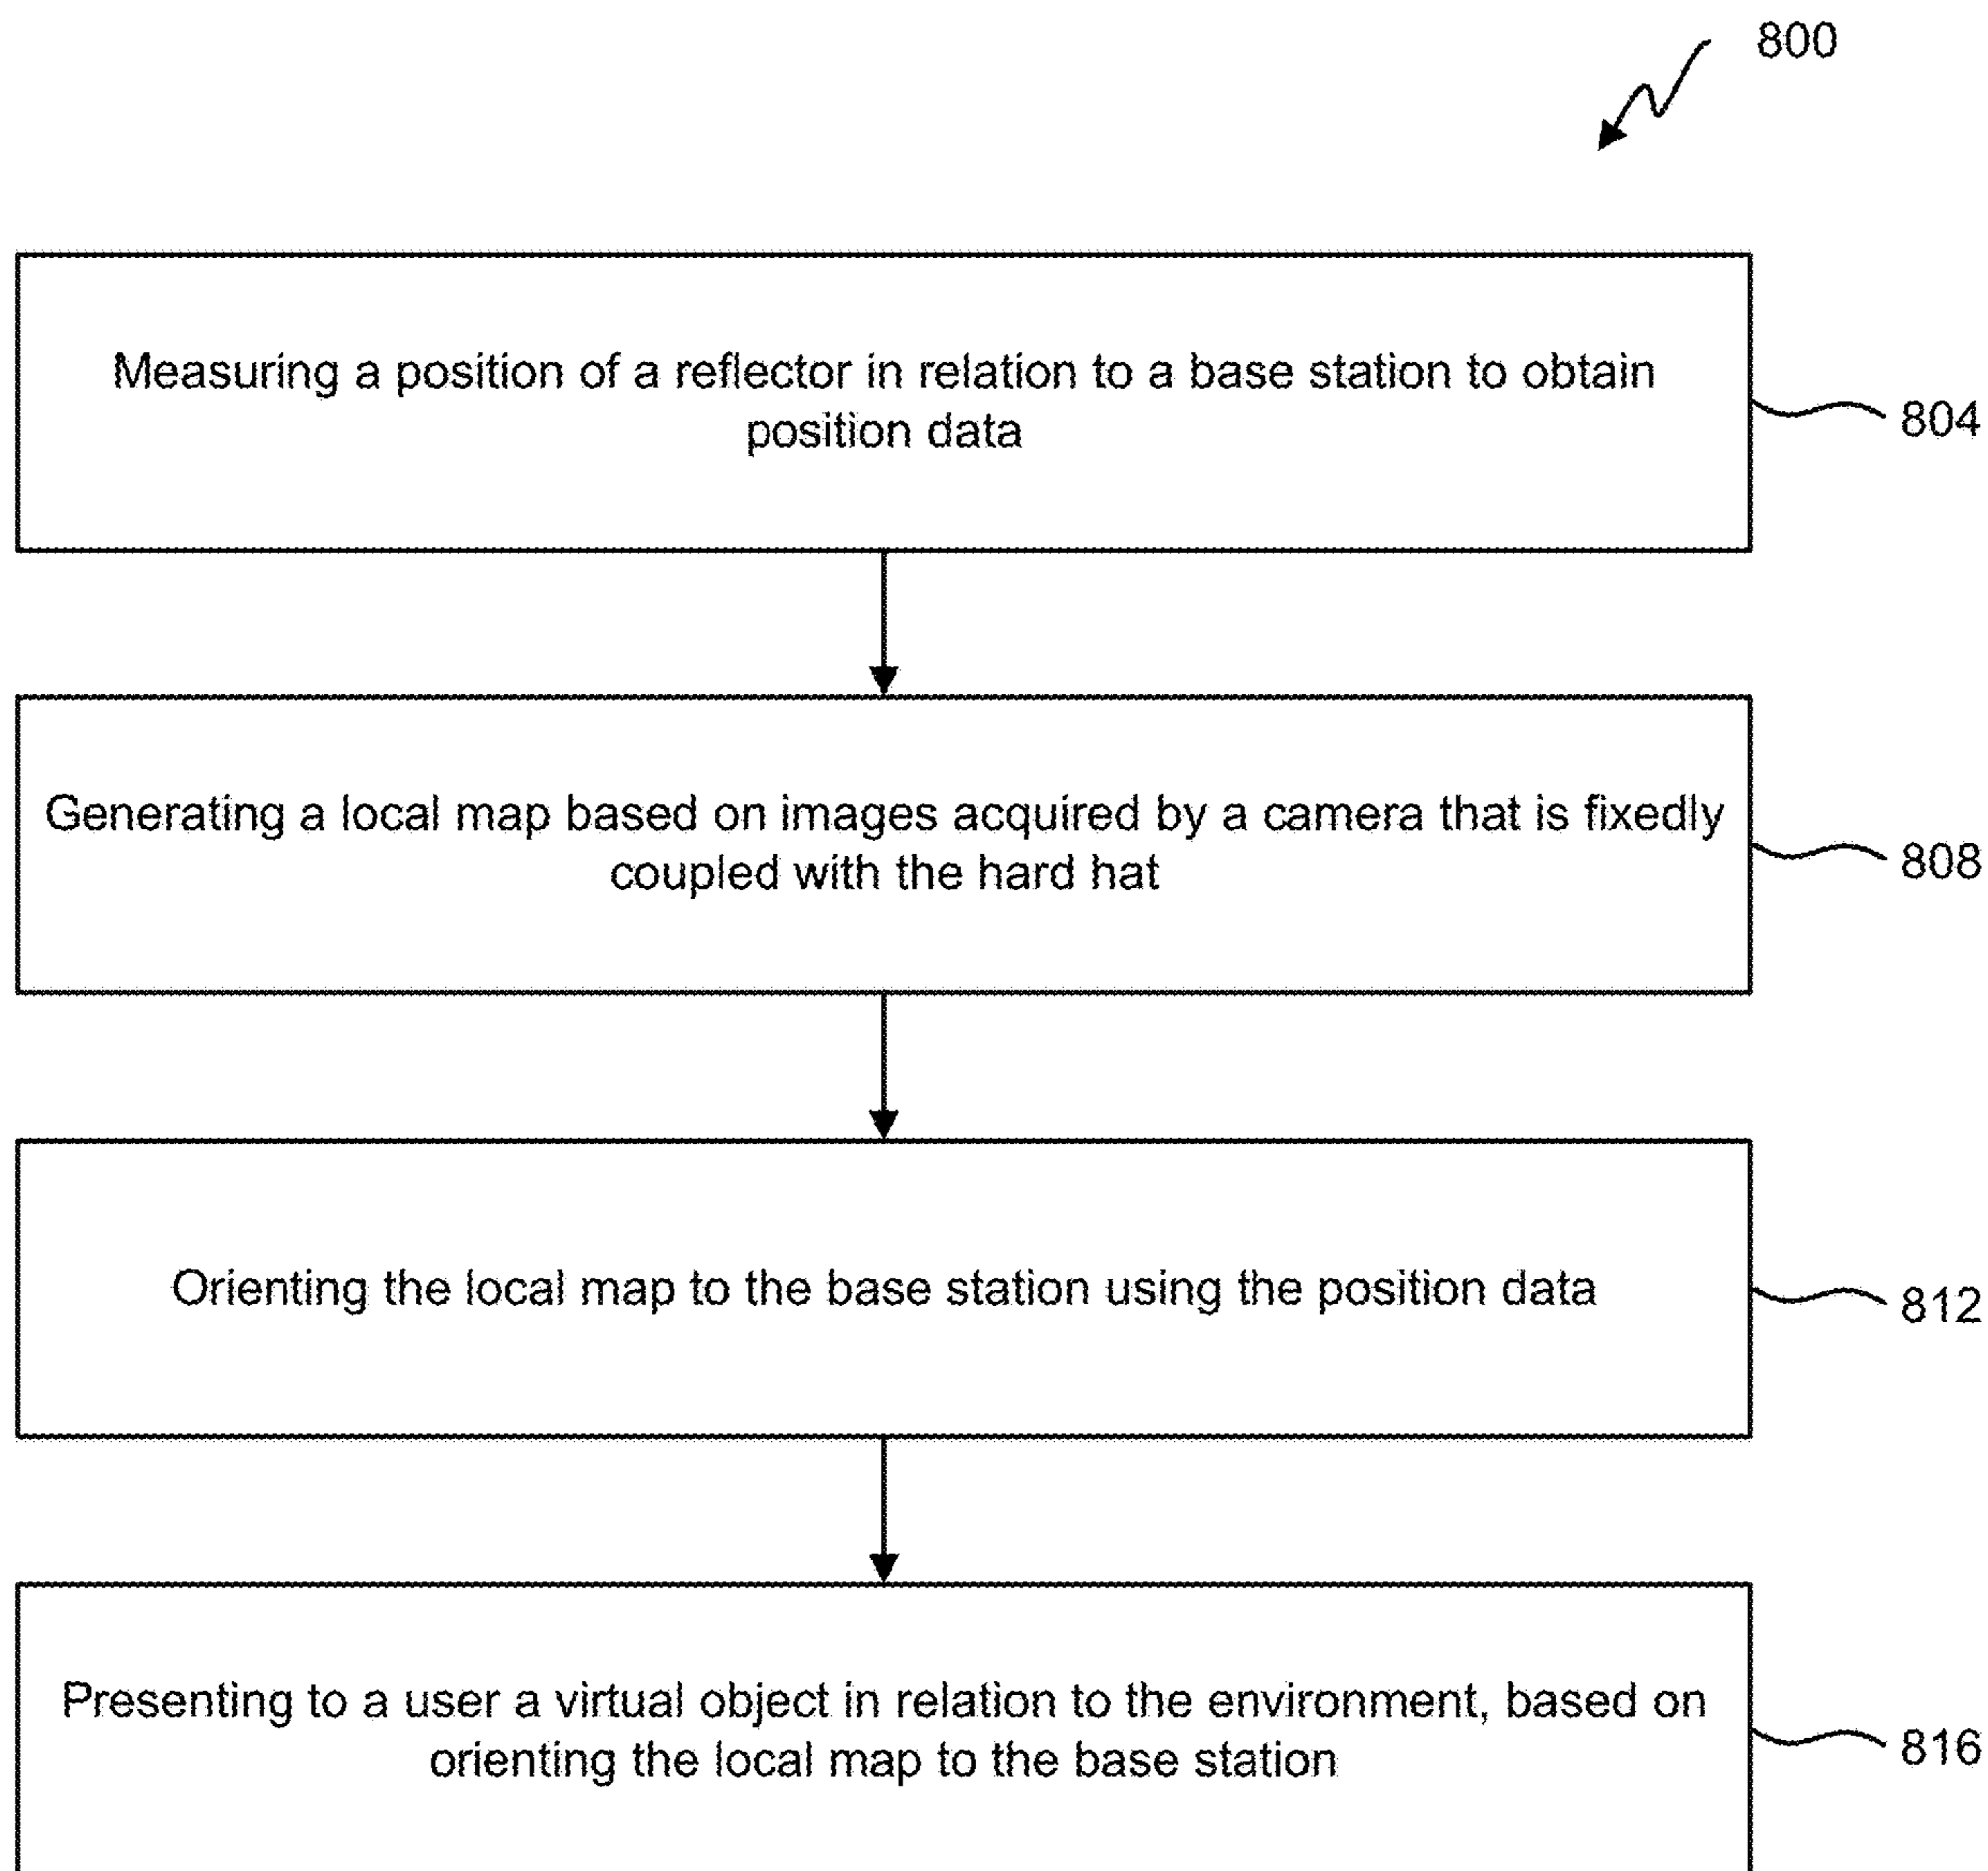 800
Measuring a position of a reflector in relation to a base station to obtain
position data
804
Generating a local map based on images acquired by a camera that is fixedly
coupled with the hard hat
808
Orienting the local map to the base station using the position data
812
Presenting to a user a virtual object in relation to the environment, based on
orienting the local map to the base station
816